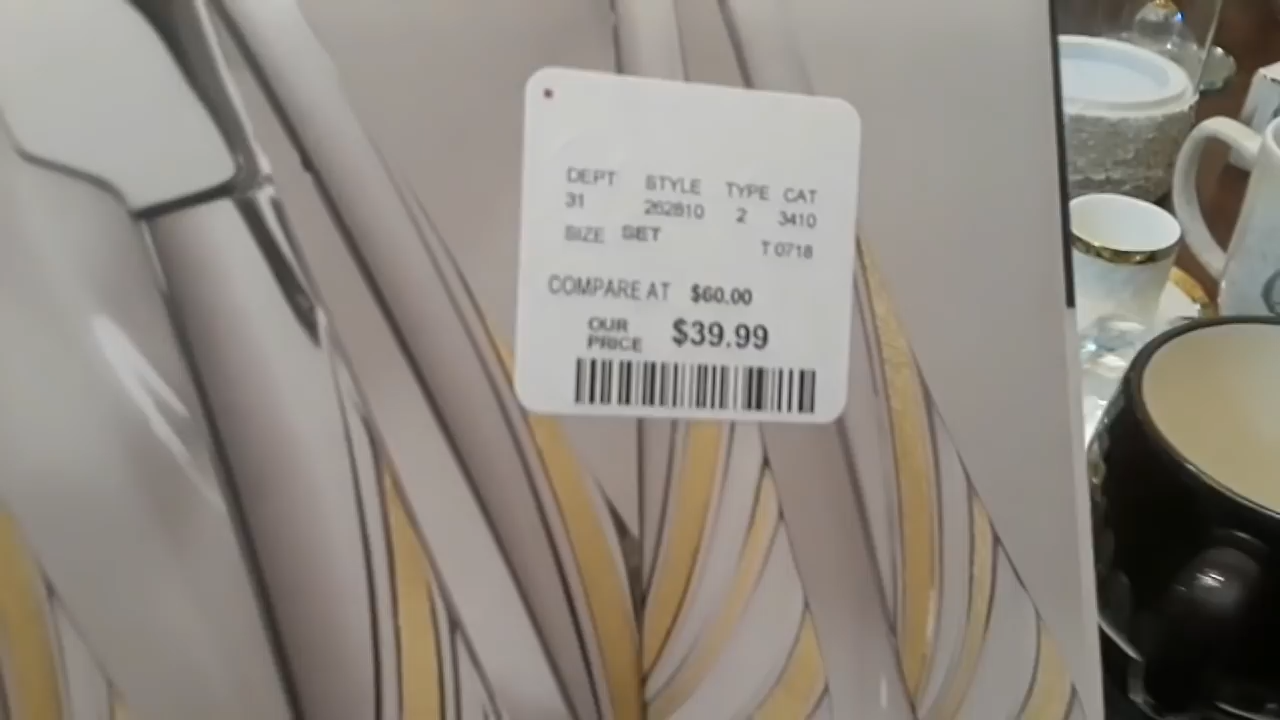 DEPT STYLE TYPE CAT
31 262810 2 3410
SIZE SET T 0718
COMPARE AT $60.00
OUR PRICE $39.99